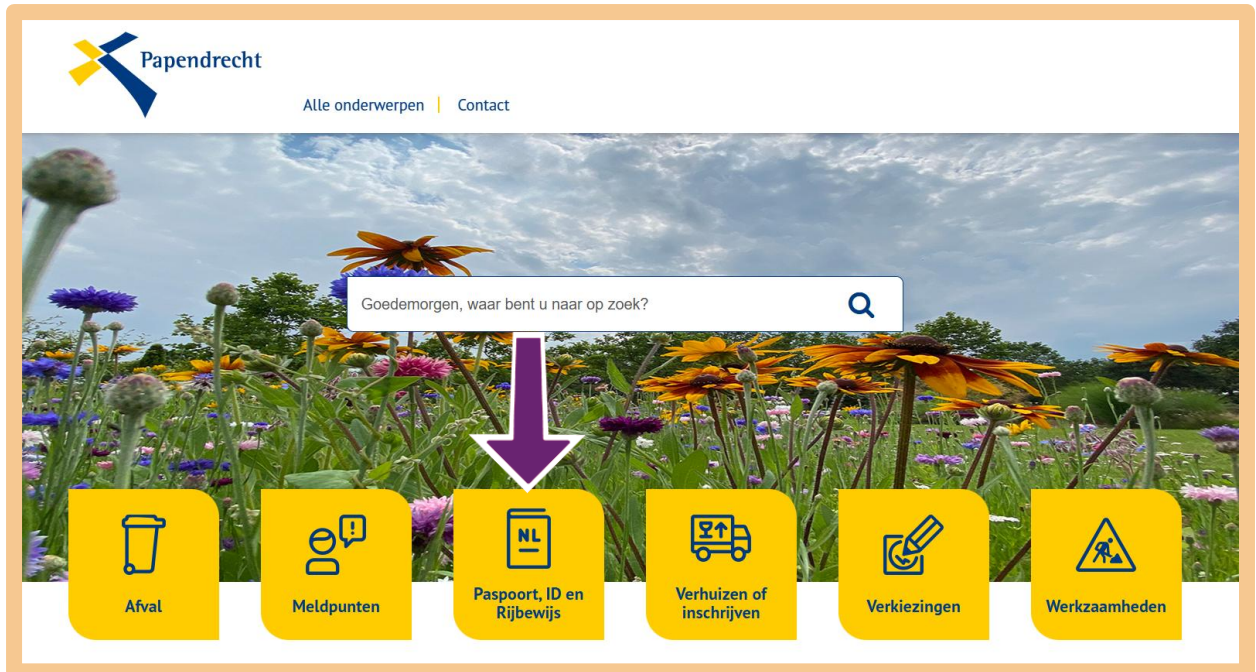 Papendrecht
Alle onderwerpen | Contact
Goedemorgen, waar bent u naar op zoek?
NL
Afval
Meldpunten
Paspoort, ID en
Rijbewijs
Verhuizen of
inschrijven
Verkiezingen
Werkzaamheden